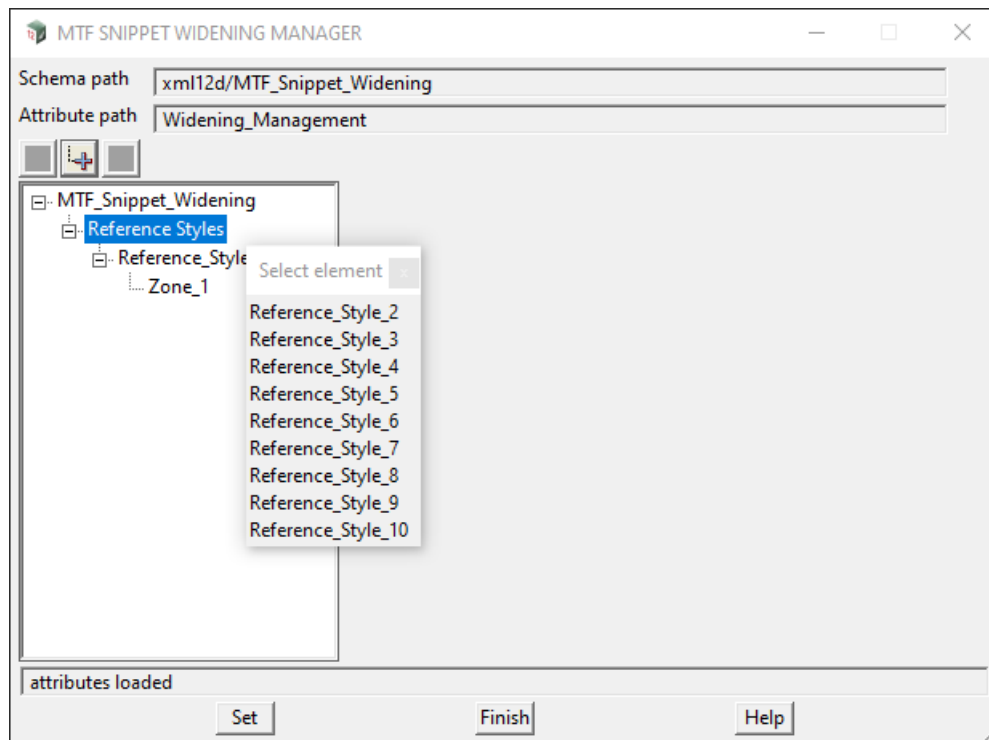 MTF SNIPPET WIDENING MANAGER
Schema path xml12d/MTF_Snippet_Widening
Attribute path Widening_Management
MTF_Snippet_Widening
Reference Styles
Reference_Style
Zone_1
Select element x
Reference_Style_2
Reference_Style_3
Reference_Style_4
Reference_Style_5
Reference_Style_6
Reference_Style_7
Reference_Style_8
Reference_Style_9
Reference_Style_10
attributes loaded
Set Finish Help